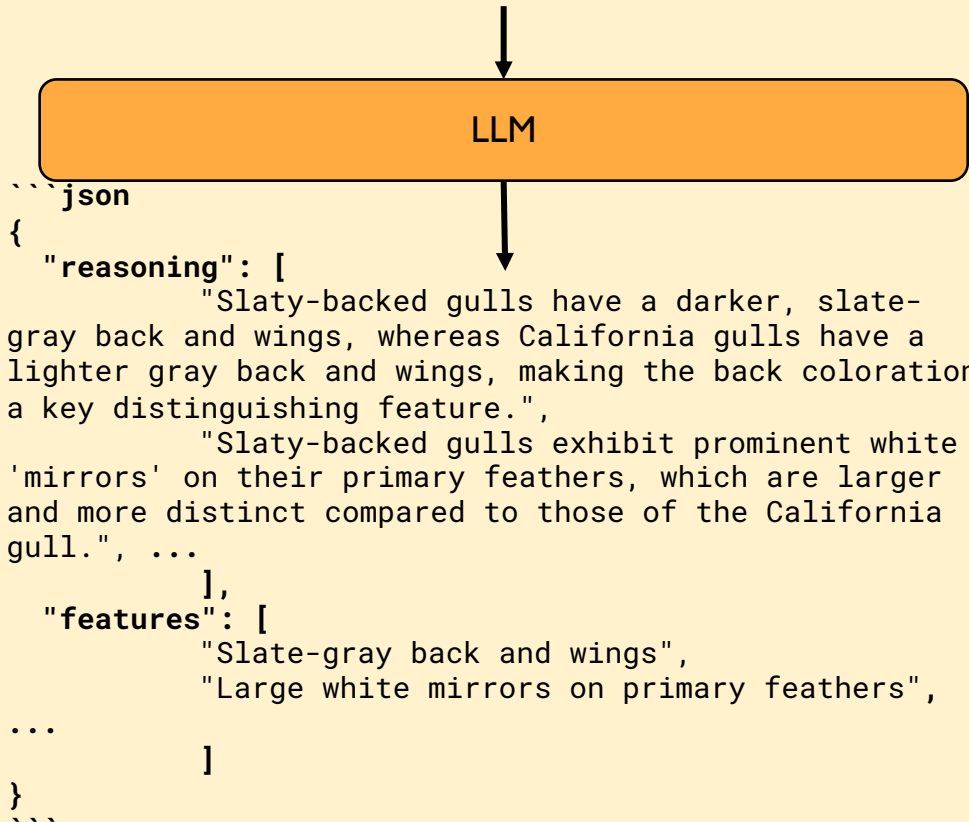 LLM
```json
{
"reasoning": [
"Slaty-backed gulls have a darker, slate-
gray back and wings, whereas California gulls have a
lighter gray back and wings, making the back coloration
a key distinguishing feature.",
"Slaty-backed gulls exhibit prominent white
'mirrors' on their primary feathers, which are larger
and more distinct compared to those of the California
gull.", ...
],
"features": [
"Slate-gray back and wings",
"Large white mirrors on primary feathers",
...
]
}
```